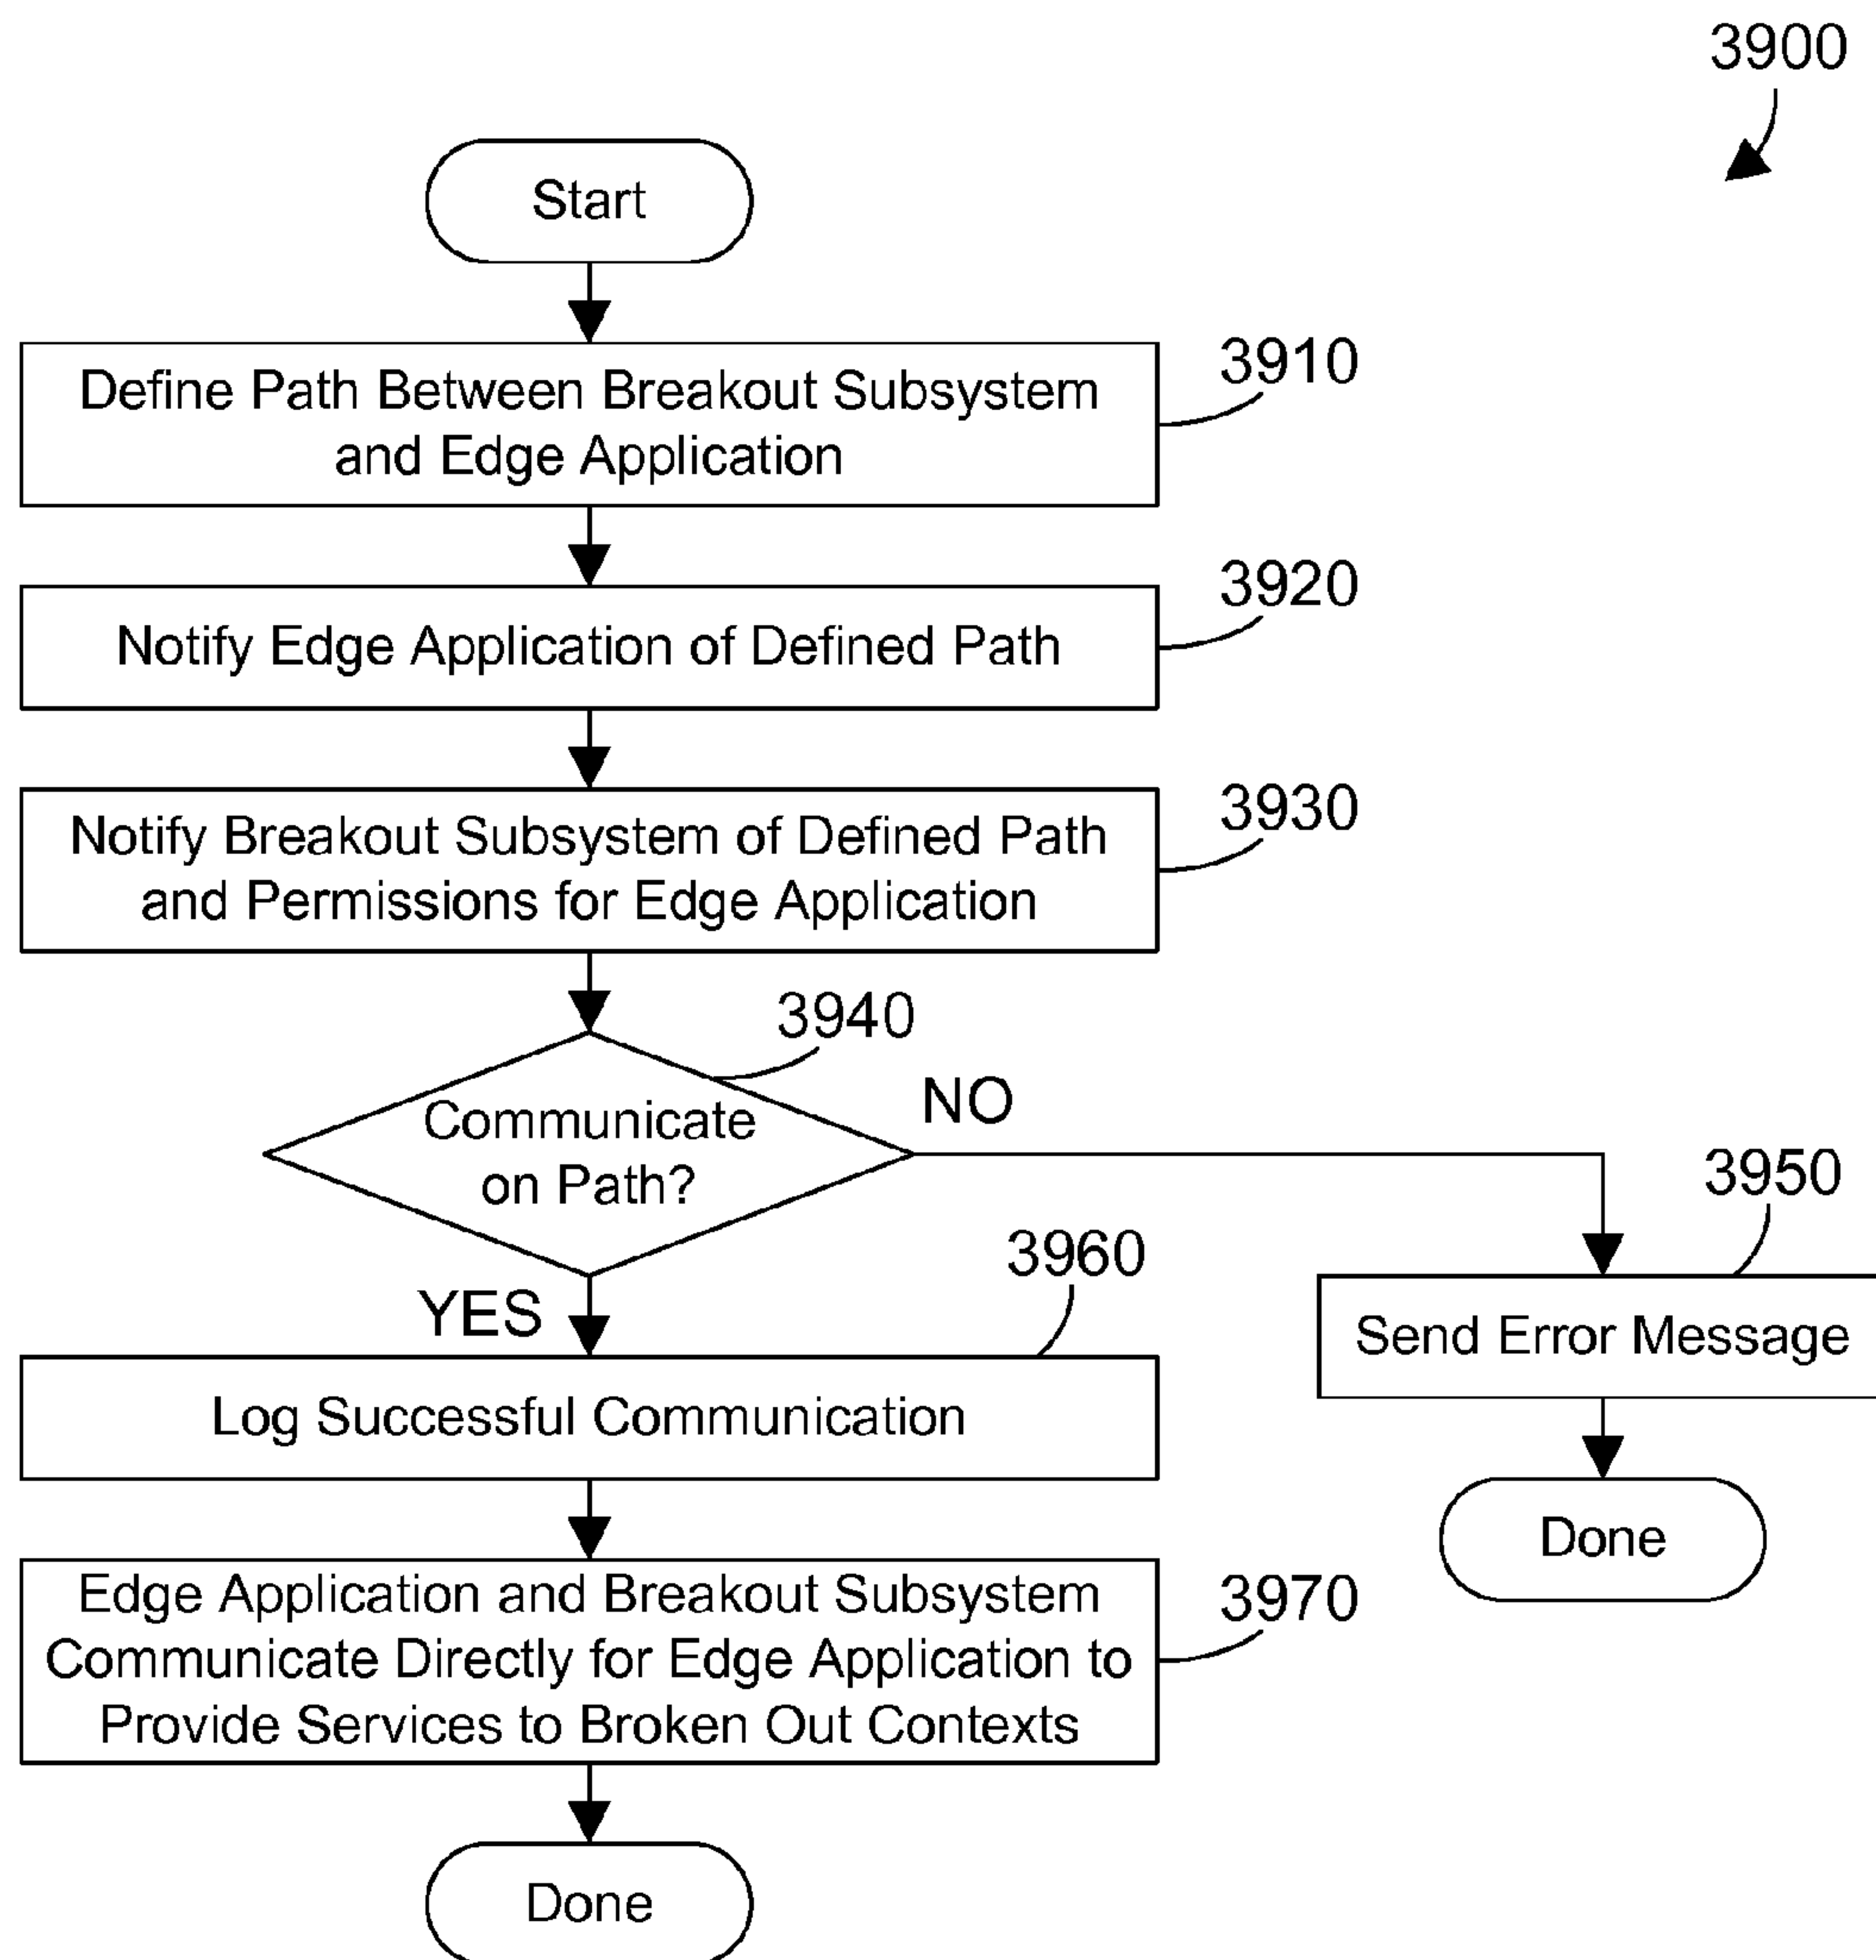 3900
Start
Define Path Between Breakout Subsystem
and Edge Application
3910
Notify Edge Application of Defined Path
3920
Notify Breakout Subsystem of Defined Path
and Permissions for Edge Application
3930
Communicate
on Path?
3940
NO
YES
3950
Send Error Message
Done
3960
Log Successful Communication
Edge Application and Breakout Subsystem
Communicate Directly for Edge Application to
Provide Services to Broken Out Contexts
3970
Done